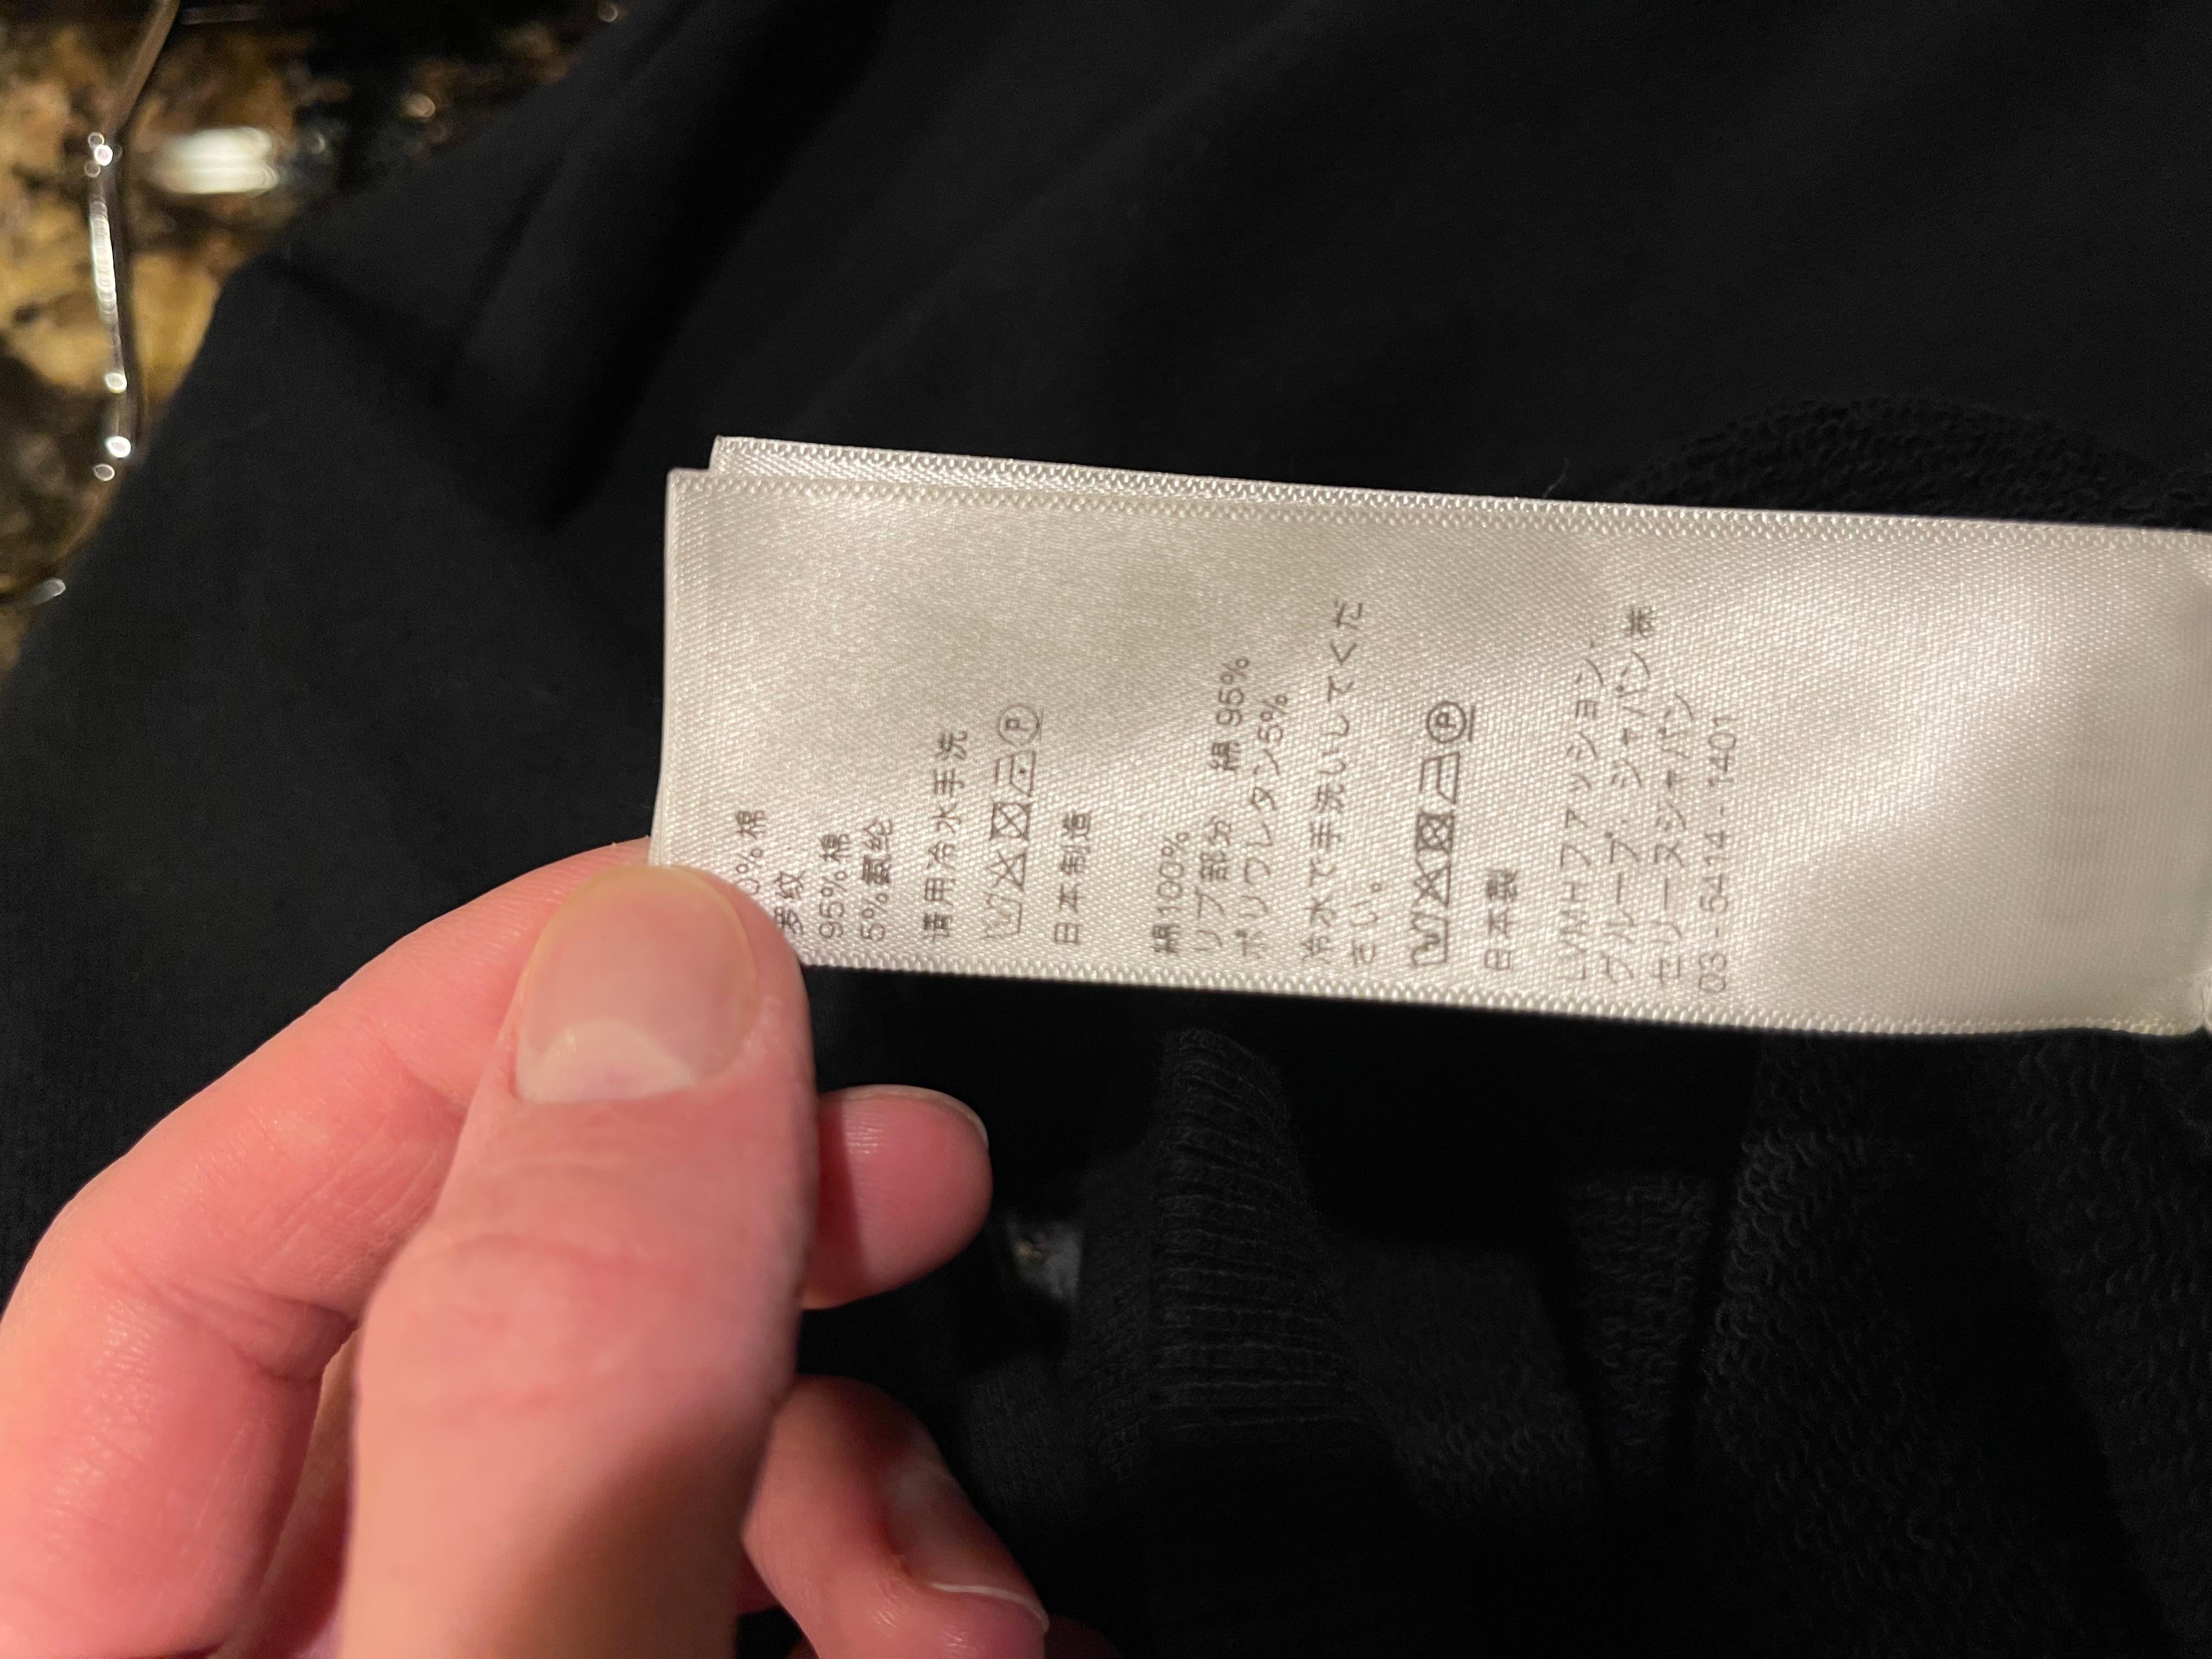 0%棉
罗纹
95%棉
5%氨纶
请用冷水手洗
P
日本制造
綿100%
リブ部分 綿 95%
ポリウレタン5%
冷水で手洗いしてくだ
さい。
P
日本製
LVMHファッション.
グループ.ジャパン㈱
セリーヌジャパン
03-5414-1401